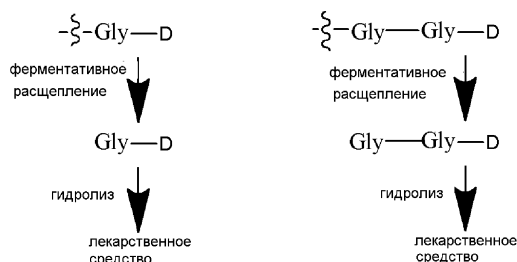 Gly—D
ферментативное
расщепление
Gly—D
гидролиз
лекарственное
средство
Gly—Gly—D
ферментативное
расщепление
Gly—Gly—D
гидролиз
лекарственное
средство